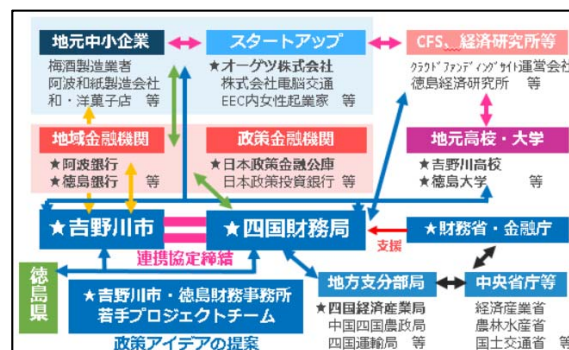 地元中小企業
梅酒製造業者
阿波和紙製造会社
和・洋菓子店 等
スタートアップ
★オーゲツ株式会社
株式会社電脳交通
EEC内女性起業家 等
CFS、経済研究所等
クラウドファンディングサイト運営会社
徳島経済研究所 等
地域金融機関
★阿波銀行
★徳島銀行 等
政策金融機関
★日本政策金融公庫
日本政策投資銀行 等
地元高校・大学
★吉野川高校
★徳島大学 等
★吉野川市
★四国財務局
★財務省・金融庁
支援
連携協定締結
徳島県
★吉野川市・徳島財務事務所
若手プロジェクトチーム
政策アイデアの提案
地方支分部局
★四国経済産業局
中国四国農政局
四国運輸局 等
中央省庁等
経済産業省
農林水産省
国土交通省 等